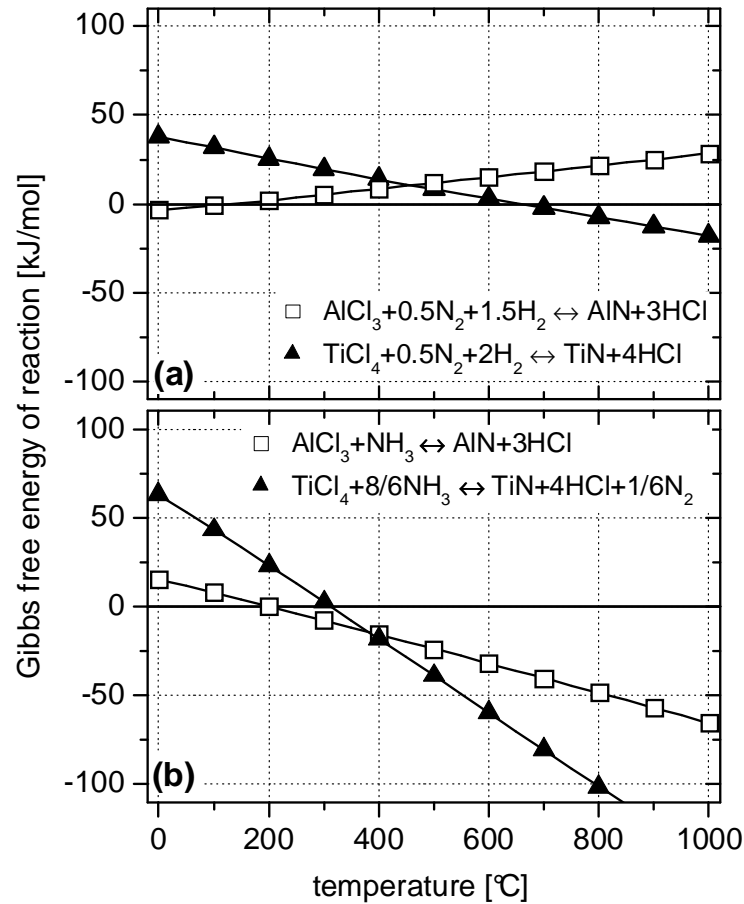 Gibbs free energy of reaction [kJ/mol]
100
50
0
-50
-100
AlCl₃+0.5N₂+1.5H₂ ↔ AlN+3HCl
TiCl₄+0.5N₂+2H₂ ↔ TiN+4HCl
(a)
100
50
0
-50
-100
AlCl₃+NH₃ ↔ AlN+3HCl
TiCl₄+8/6NH₃ ↔ TiN+4HCl+1/6N₂
(b)
0 200 400 600 800 1000
temperature [°C]